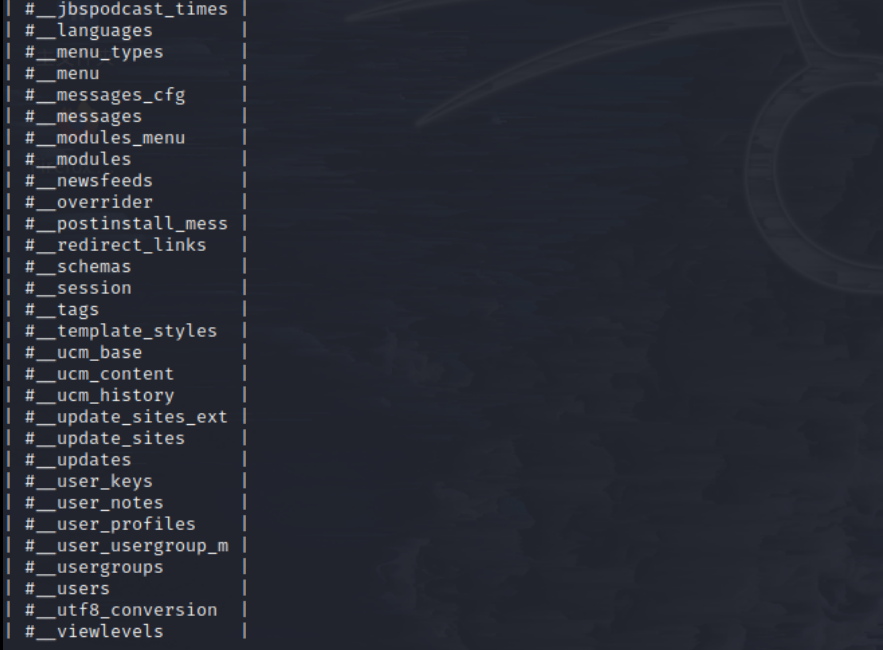 | #__jbspodcast_times |
| #__languages |
| #__menu_types |
| #__menu |
| #__messages_cfg |
| #__messages |
| #__modules_menu |
| #__modules |
| #__newsfeeds |
| #__overrider |
| #__postinstall_mess |
| #__redirect_links |
| #__schemas |
| #__session |
| #__tags |
| #__template_styles |
| #__ucm_base |
| #__ucm_content |
| #__ucm_history |
| #__update_sites_ext |
| #__update_sites |
| #__updates |
| #__user_keys |
| #__user_notes |
| #__user_profiles |
| #__user_usergroup_m |
| #__usergroups |
| #__users |
| #__utf8_conversion |
| #__viewlevels |